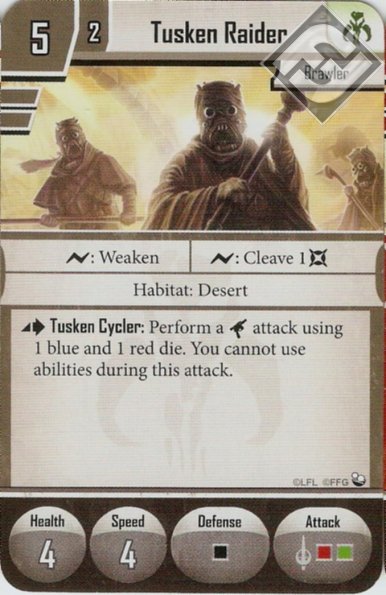 5
2
Tusken Raider
Brawler
: Weaken
: Cleave 1
Habitat: Desert
Tusken Cycler: Perform a attack using
1 blue and 1 red die. You cannot use
abilities during this attack.
©LFL ©FFG
Health
Speed
Defense
Attack
4
4